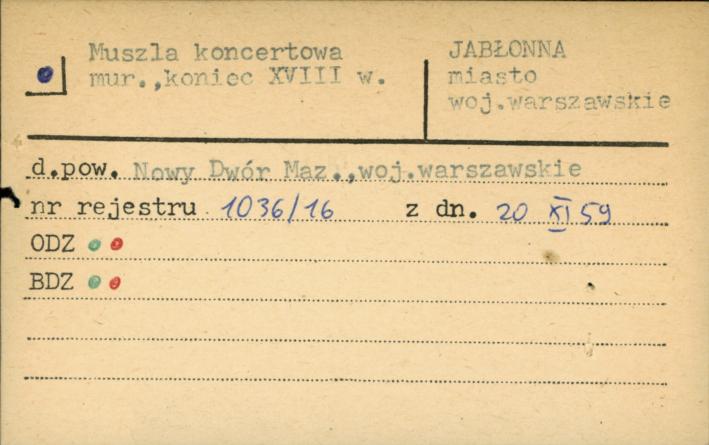 Muszla koncertowa
mur.,koniec XVIII w.
JABŁONNA
miasto
woj.warszawskie
d.pow. Nowy Dwór Maz.,woj.warszawskie
nr rejestru 1036/16 z dn. 20 XI 59
ODZ
BDZ